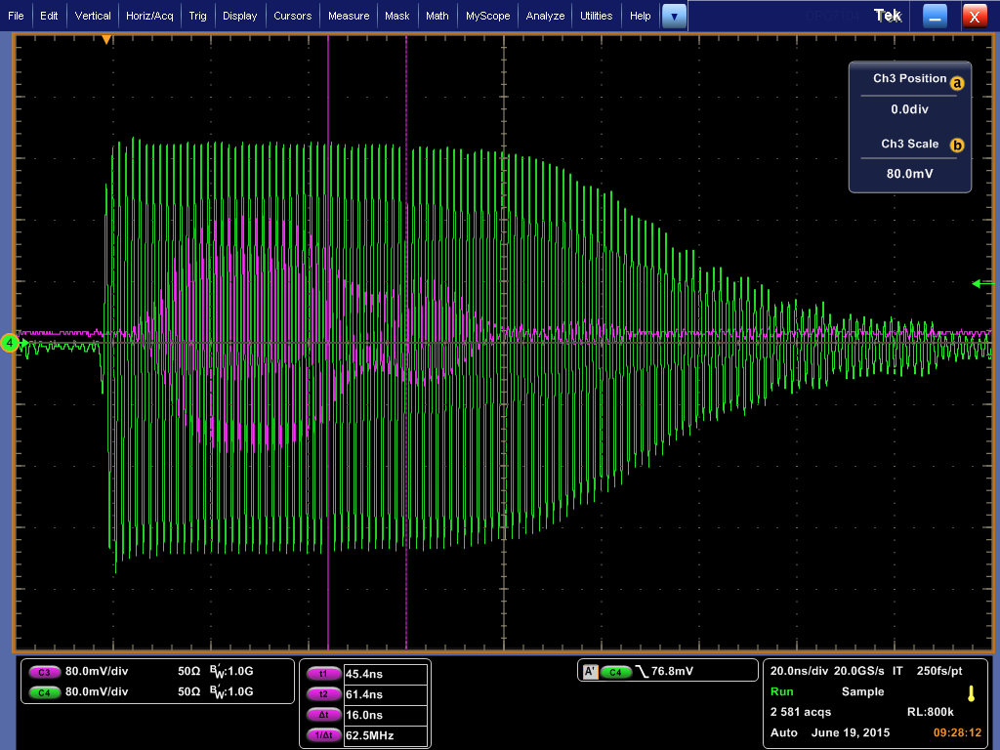 File Edit Vertical Horiz/Acq Trig Display Cursors Measure Mask Math MyScope Analyze Utilities Help ▼ Tek X
Ch3 Position a
0.0div
Ch3 Scale b
80.0mV
4
C3 80.0mV/div 50Ω BW:1.0G
C4 80.0mV/div 50Ω BW:1.0G
t1 45.4ns
t2 61.4ns
Δt 16.0ns
1/Δt 62.5MHz
A' C4 76.8mV
20.0ns/div 20.0GS/s IT 250fs/pt
Run Sample
2 581 acqs RL:800k
Auto June 19, 2015 09:28:12